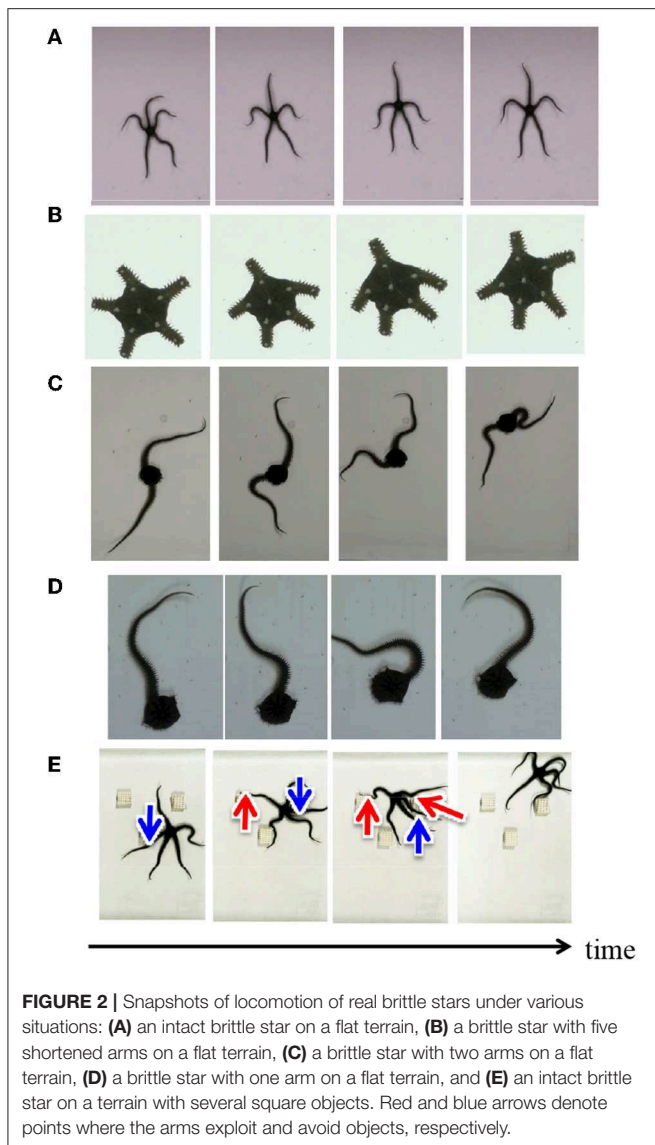 A
B
C
D
E
time
FIGURE 2 | Snapshots of locomotion of real brittle stars under various
situations: (A) an intact brittle star on a flat terrain, (B) a brittle star with five
shortened arms on a flat terrain, (C) a brittle star with two arms on a flat
terrain, (D) a brittle star with one arm on a flat terrain, and (E) an intact brittle
star on a terrain with several square objects. Red and blue arrows denote
points where the arms exploit and avoid objects, respectively.